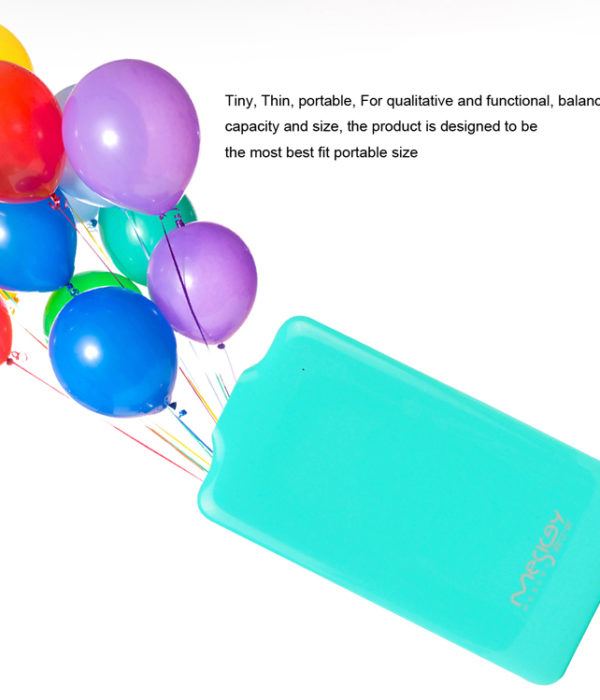 Tiny, Thin, portable, For qualitative and functional, balanc
capacity and size, the product is designed to be
the most best fit portable size